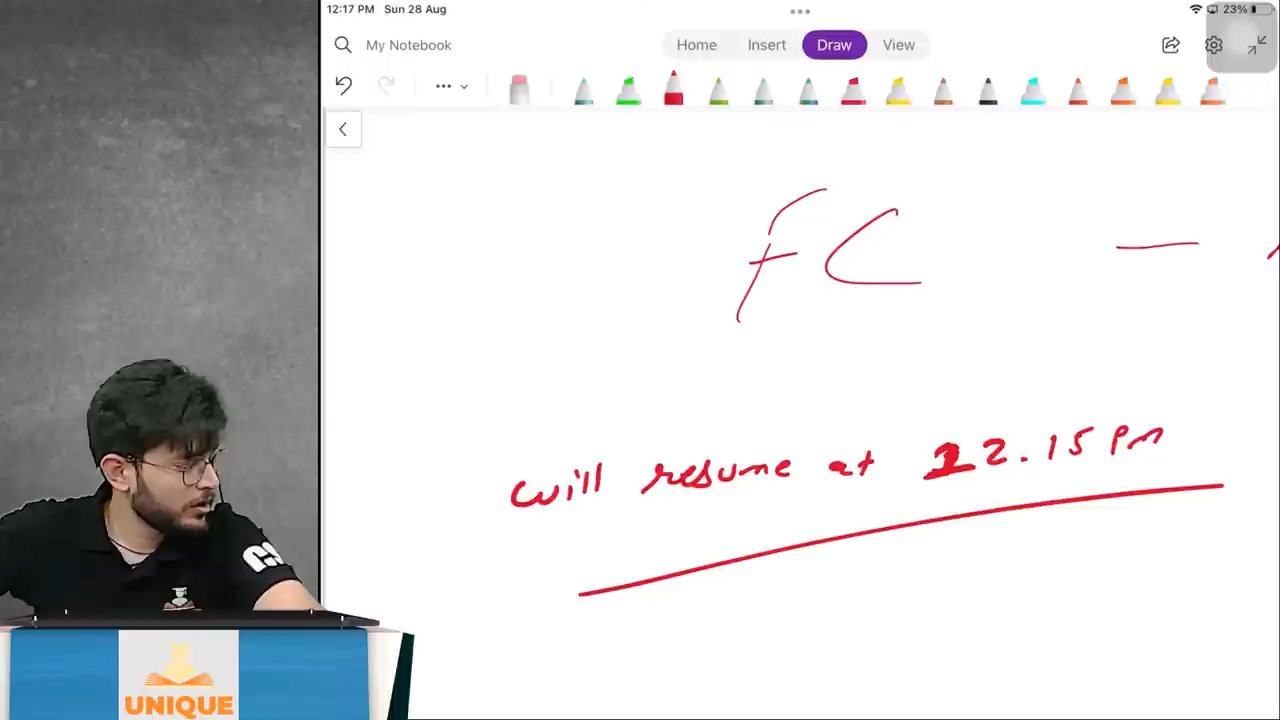 12:17 PM Sun 28 Aug 23%
My Notebook Home Insert Draw View
FC —
will resume at 12.15 Pm
UNIQUE